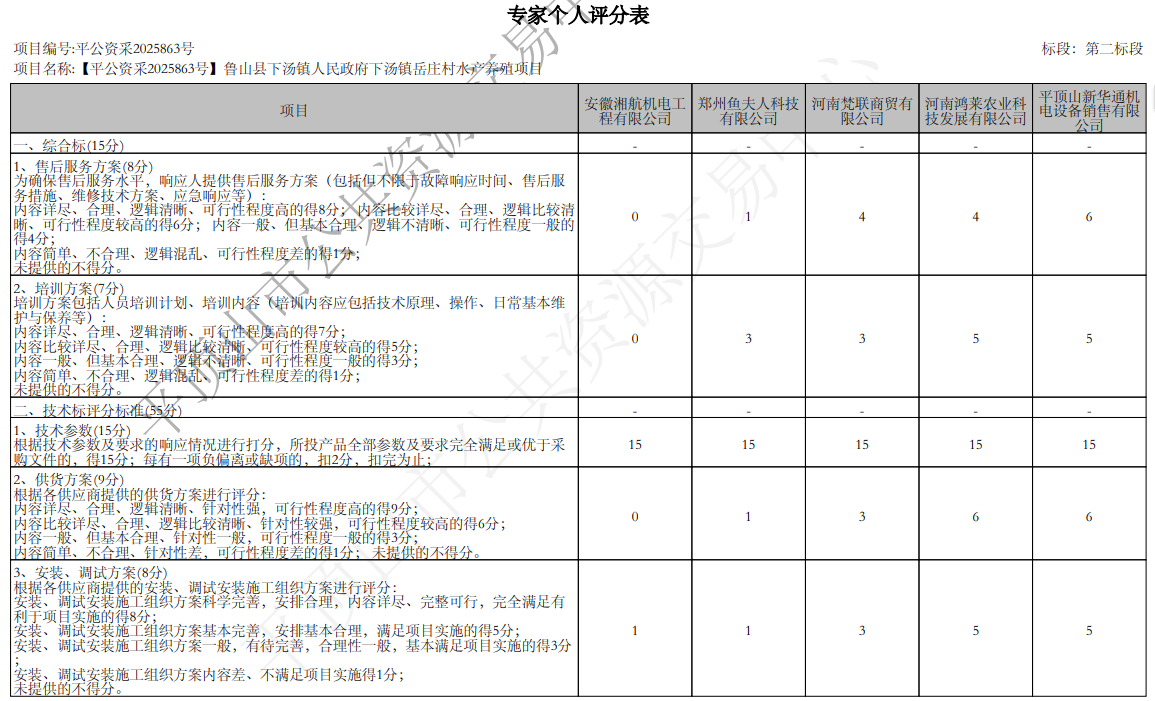 专家个人评分表
项目编号:平公资采2025863号
标段：第二标段
项目名称:【平公资采2025863号】鲁山县下汤镇人民政府下汤镇岳庄村水产养殖项目
项目
安徽湘航机电工
程有限公司
郑州鱼夫人科技
有限公司
河南梵联商贸有
限公司
河南鸿莱农业科
技发展有限公司
平顶山新华通机
电设备销售有限
公司
一、综合标(15分)
- - - - -
1、售后服务方案(8分)
为确保售后服务水平，响应人提供售后服务方案（包括但不限于故障响应时间、售后服
务措施、维修技术方案、应急响应等）:
内容详尽、合理、逻辑清晰、可行性程度高的得8分； 内容比较详尽、合理、逻辑比较清
晰、可行性程度较高的得6分； 内容一般、但基本合理、逻辑不清晰、可行性程度一般的
得4分;
内容简单、不合理、逻辑混乱、可行性程度差的得1分;
未提供的不得分。
0 1 4 4 6
2、培训方案(7分)
培训方案包括人员培训计划、培训内容（培训内容应包括技术原理、操作、日常基本维
护与保养等）:
内容详尽、合理、逻辑清晰、可行性程度高的得7分;
内容比较详尽、合理、逻辑比较清晰、可行性程度较高的得5分;
内容一般、但基本合理、逻辑不清晰、可行性程度一般的得3分;
内容简单、不合理、逻辑混乱、可行性程度差的得1分;
未提供的不得分。
0 3 3 5 5
二、技术标评分标准(55分)
- - - - -
1、技术参数(15分)
根据技术参数及要求的响应情况进行打分，所投产品全部参数及要求完全满足或优于采
购文件的，得15分；每有一项负偏离或缺项的，扣2分，扣完为止;
15 15 15 15 15
2、供货方案(9分)
根据各供应商提供的供货方案进行评分:
内容详尽、合理、逻辑清晰、针对性强，可行性程度高的得9分;
内容比较详尽、合理、逻辑比较清晰、针对性较强，可行性程度较高的得6分;
内容一般、但基本合理、针对性一般，可行性程度一般的得3分;
内容简单、不合理、针对性差，可行性程度差的得1分； 未提供的不得分。
0 1 3 6 6
3、安装、调试方案(8分)
根据各供应商提供的安装、调试安装施工组织方案进行评分:
安装、调试安装施工组织方案科学完善，安排合理，内容详尽、完整可行，完全满足有
利于项目实施的得8分;
安装、调试安装施工组织方案基本完善，安排基本合理，满足项目实施的得5分;
安装、调试安装施工组织方案一般，有待完善，合理性一般，基本满足项目实施的得3分
;
安装、调试安装施工组织方案内容差、不满足项目实施得1分;
未提供的不得分。
1 1 3 5 5
平顶山市公共资源交易中
平顶山市公共资源交易中心